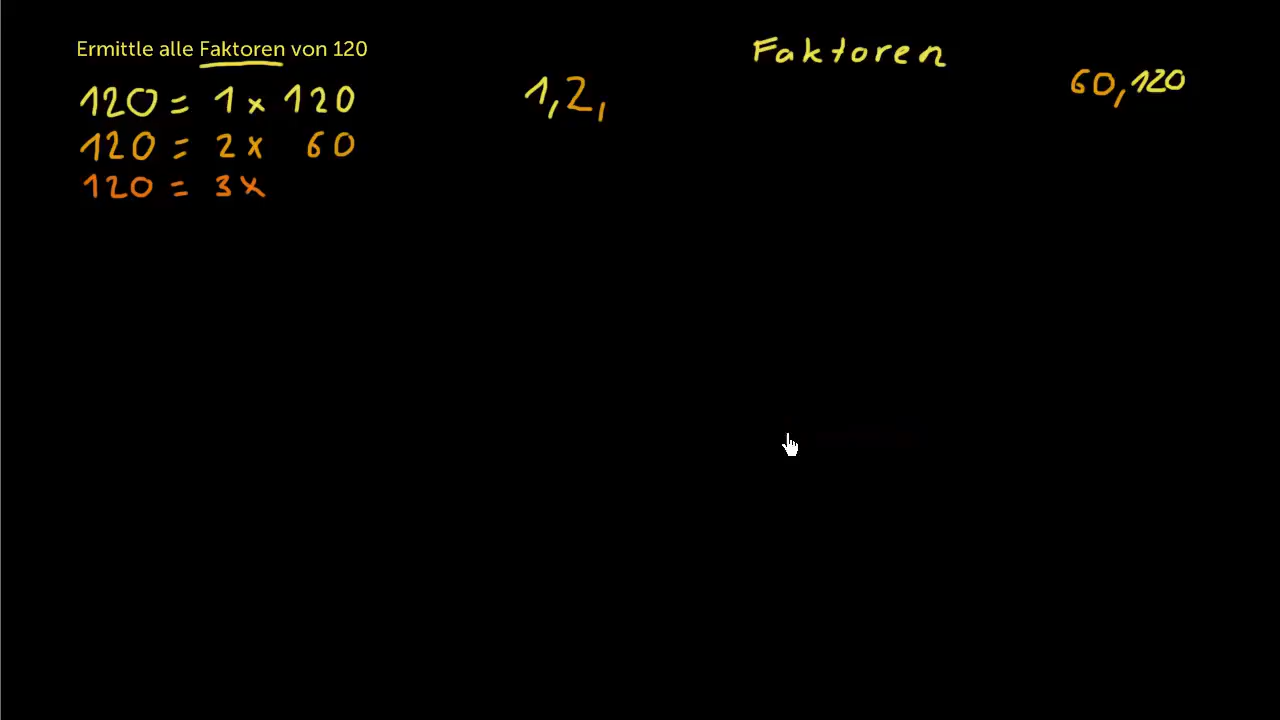 Ermittle alle Faktoren von 120
Faktoren
120 = 1 x 120
1, 2,
60, 120
120 = 2 x 60
120 = 3 x